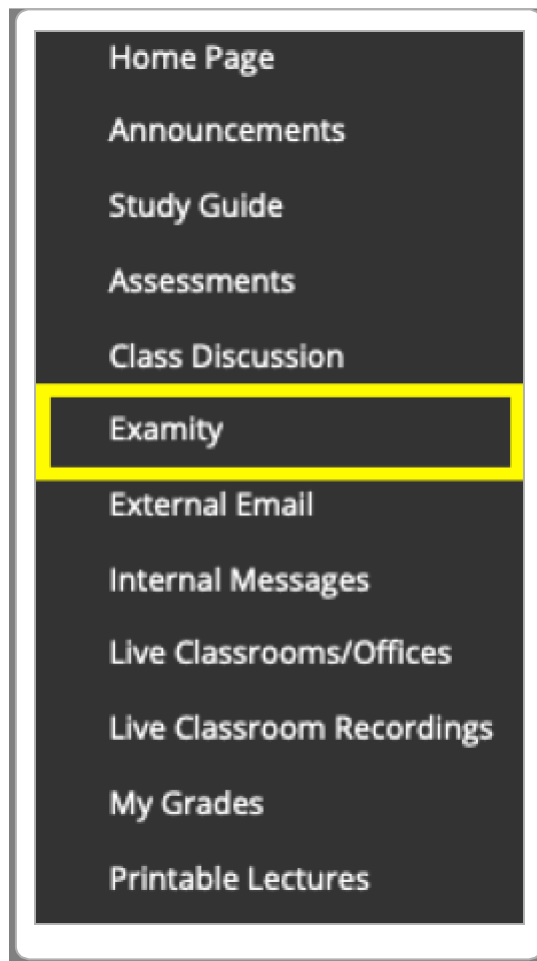 Home Page
Announcements
Study Guide
Assessments
Class Discussion
Examity
External Email
Internal Messages
Live Classrooms/Offices
Live Classroom Recordings
My Grades
Printable Lectures